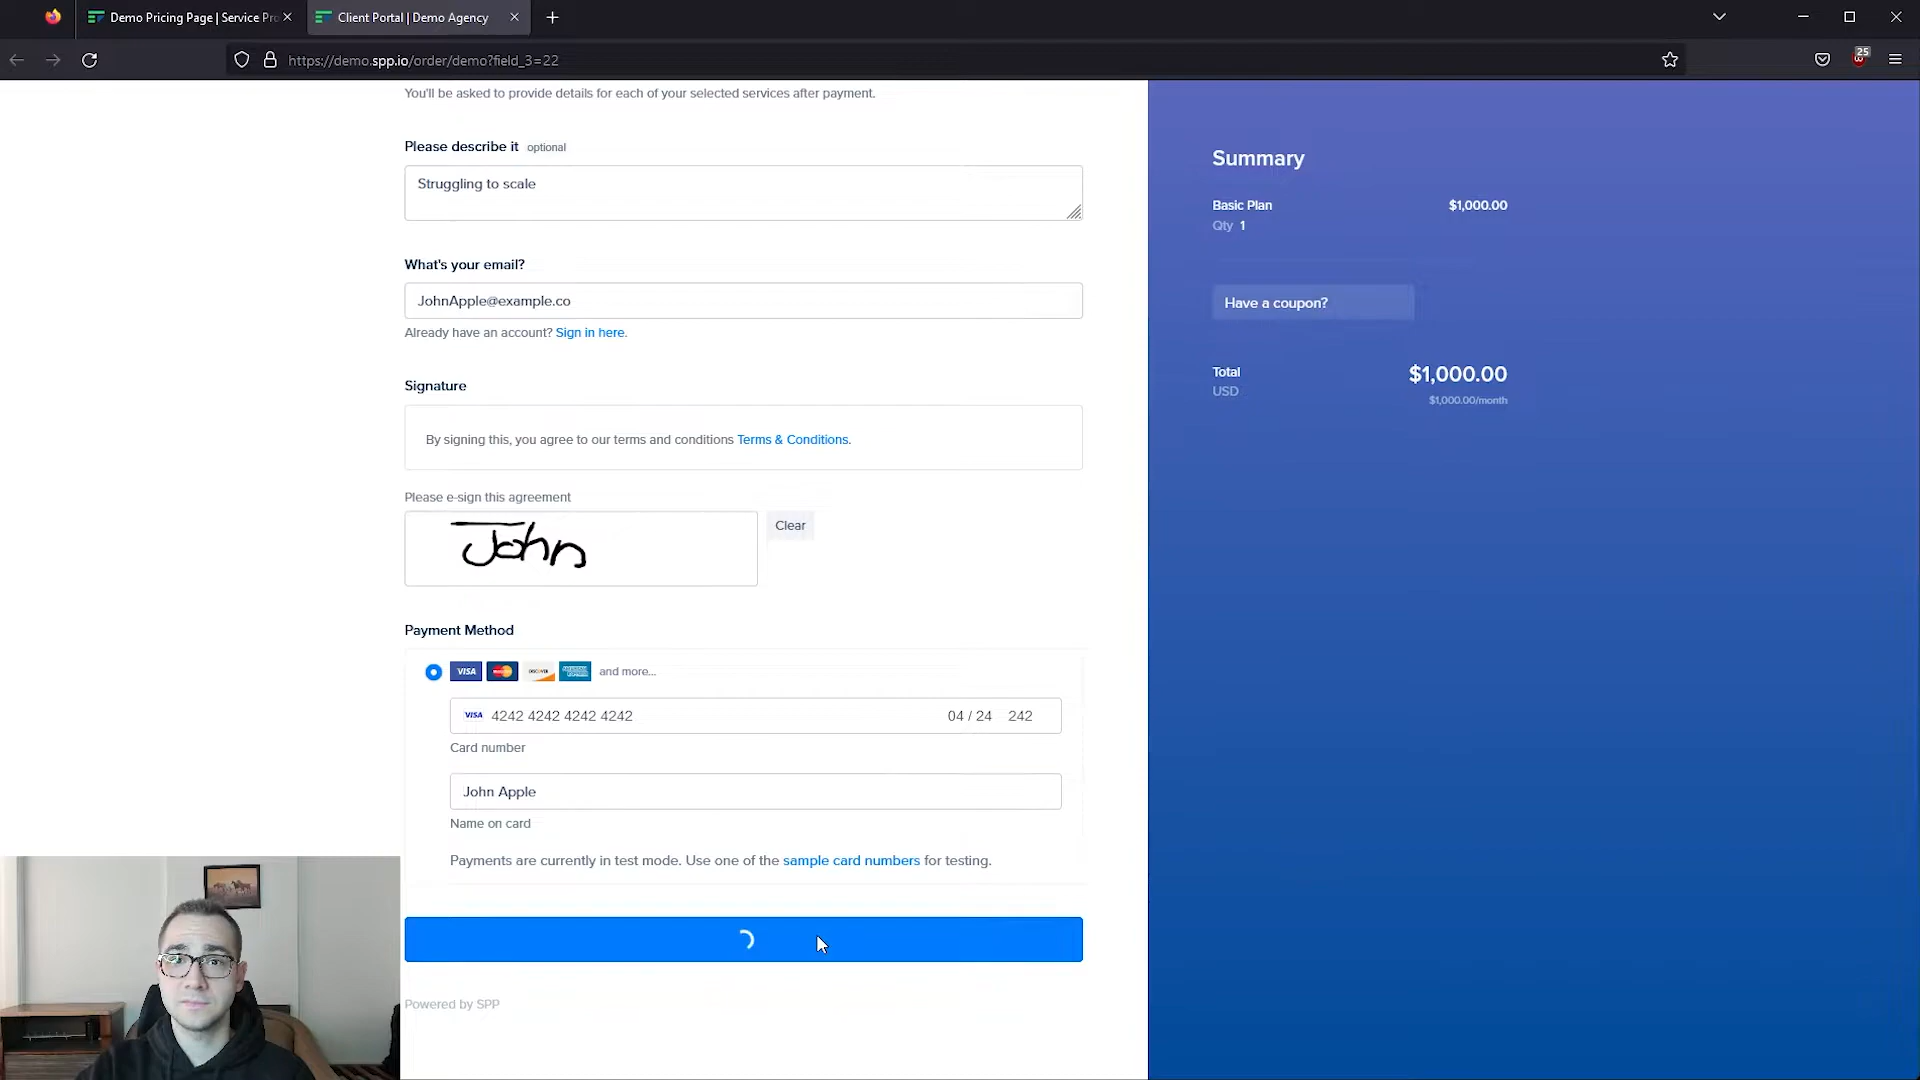 Demo Pricing Page | Service Pro
Client Portal | Demo Agency
https://demo.spp.io/order/demo?field_3=22
25
You'll be asked to provide details for each of your selected services after payment.
Please describe it optional
Struggling to scale
What's your email?
JohnApple@example.co
Already have an account? Sign in here.
Signature
By signing this, you agree to our terms and conditions Terms & Conditions.
Please e-sign this agreement
John
Clear
Payment Method
VISA DISCOVER and more...
VISA 4242 4242 4242 4242 04 / 24 242
Card number
John Apple
Name on card
Payments are currently in test mode. Use one of the sample card numbers for testing.
Powered by SPP
Summary
Basic Plan $1,000.00
Qty 1
Have a coupon?
Total $1,000.00
USD $1,000.00/month